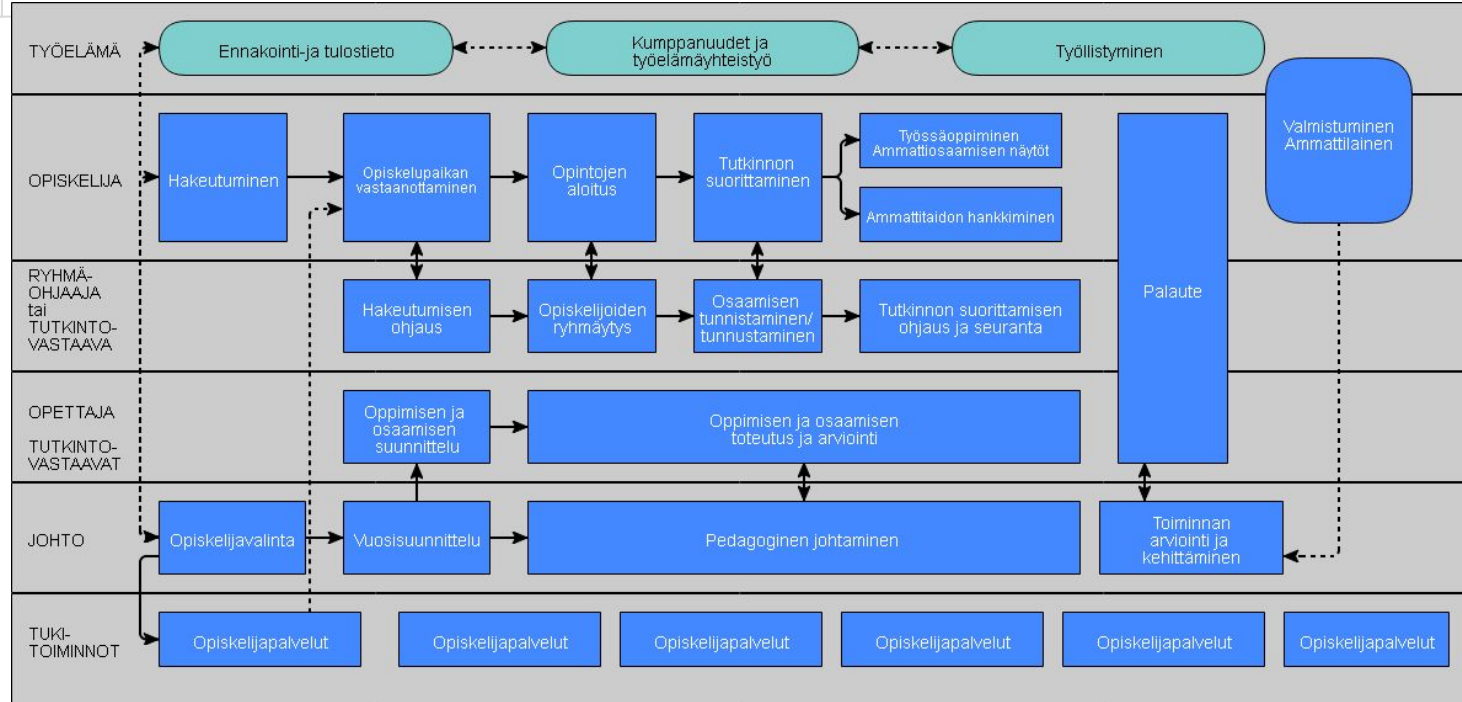 TYÖELÄMÄ
Ennakointi-ja tulostieto
Kumppanuudet ja
työelämäyhteistyö
Työllistyminen
Valmistuminen
Ammattilainen
OPISKELIJA
Hakeutuminen
Opiskelupaikan
vastaanottaminen
Opintojen
aloitus
Tutkinnon
suorittaminen
Työssäoppiminen
Ammattiosaamisen näytöt
Ammattitaidon hankkiminen
Palaute
RYHMÄ-
OHJAAJA
tai
TUTKINTO-
VASTAAVA
Hakeutumisen
ohjaus
Opiskelijoiden
ryhmäytys
Osaamisen
tunnistaminen/
tunnustaminen
Tutkinnon suorittamisen
ohjaus ja seuranta
OPETTAJA
TUTKINTO-
VASTAAVAT
Oppimisen ja
osaamisen
suunnittelu
Oppimisen ja osaamisen
toteutus ja arviointi
JOHTO
Opiskelijavalinta
Vuosisuunnittelu
Pedagoginen johtaminen
Toiminnan
arviointi ja
kehittäminen
TUKI-
TOIMINNOT
Opiskelijapalvelut
Opiskelijapalvelut
Opiskelijapalvelut
Opiskelijapalvelut
Opiskelijapalvelut
Opiskelijapalvelut